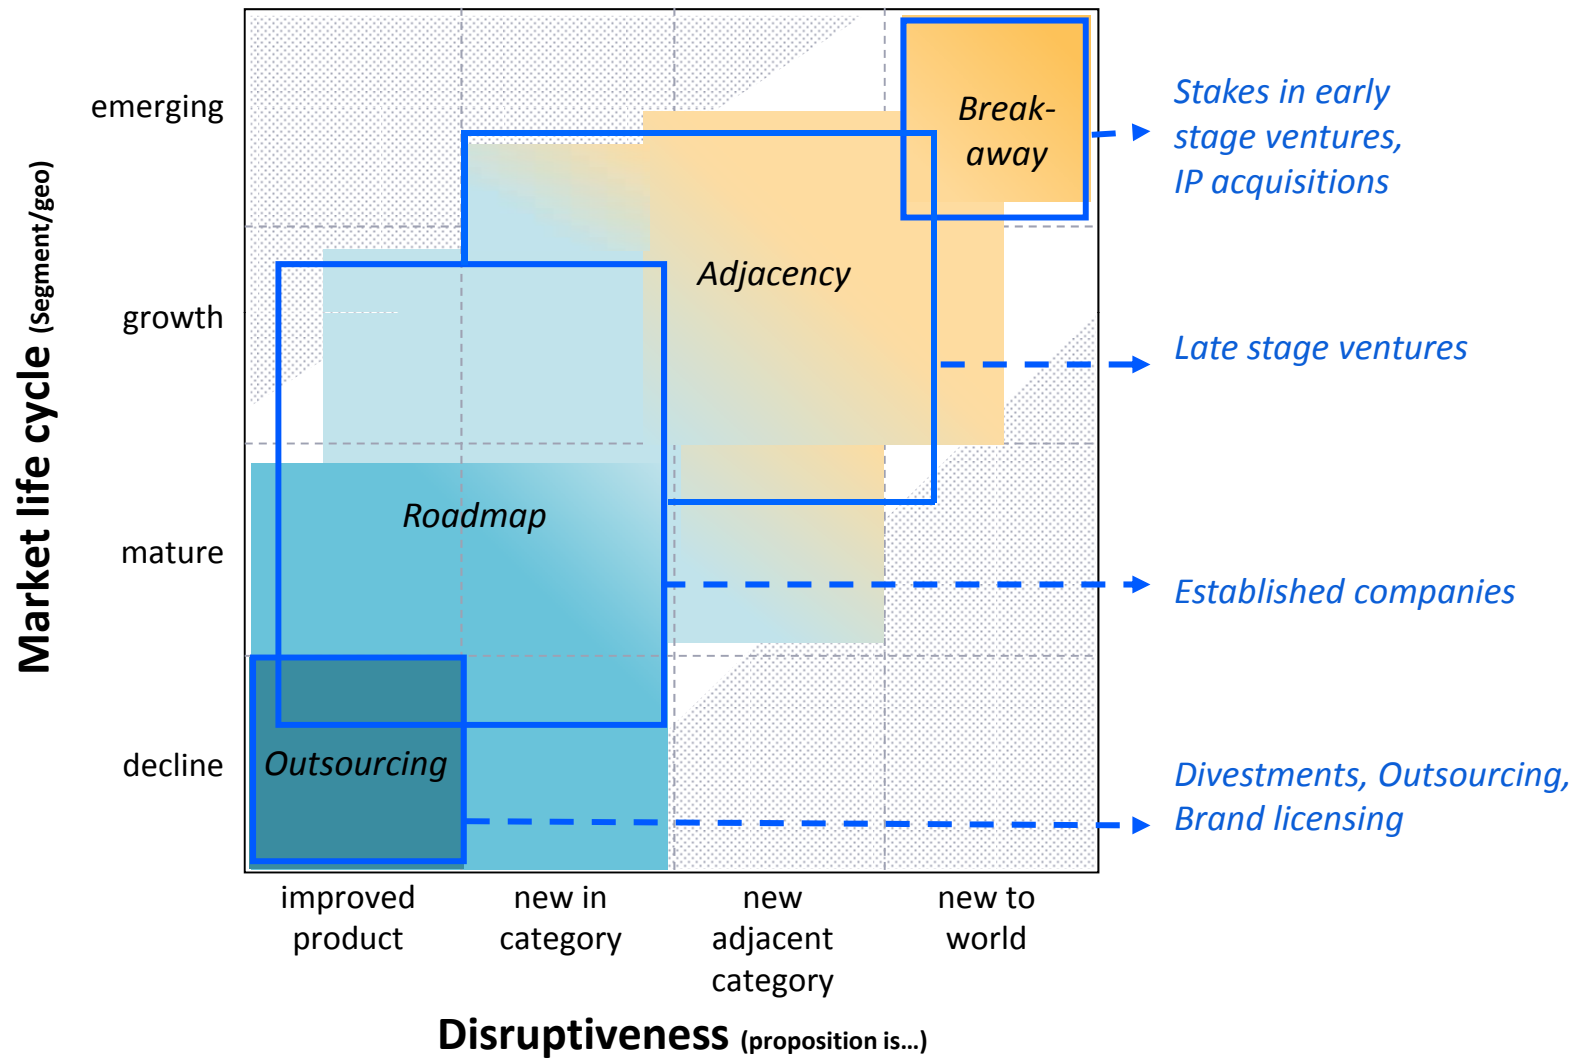 Market life cycle (Segment/geo)
emerging
growth
mature
decline
Break-
away
Adjacency
Roadmap
Outsourcing
Stakes in early
stage ventures,
IP acquisitions
Late stage ventures
Established companies
Divestments, Outsourcing,
Brand licensing
improved
product
new in
category
new
adjacent
category
new to
world
Disruptiveness (proposition is...)